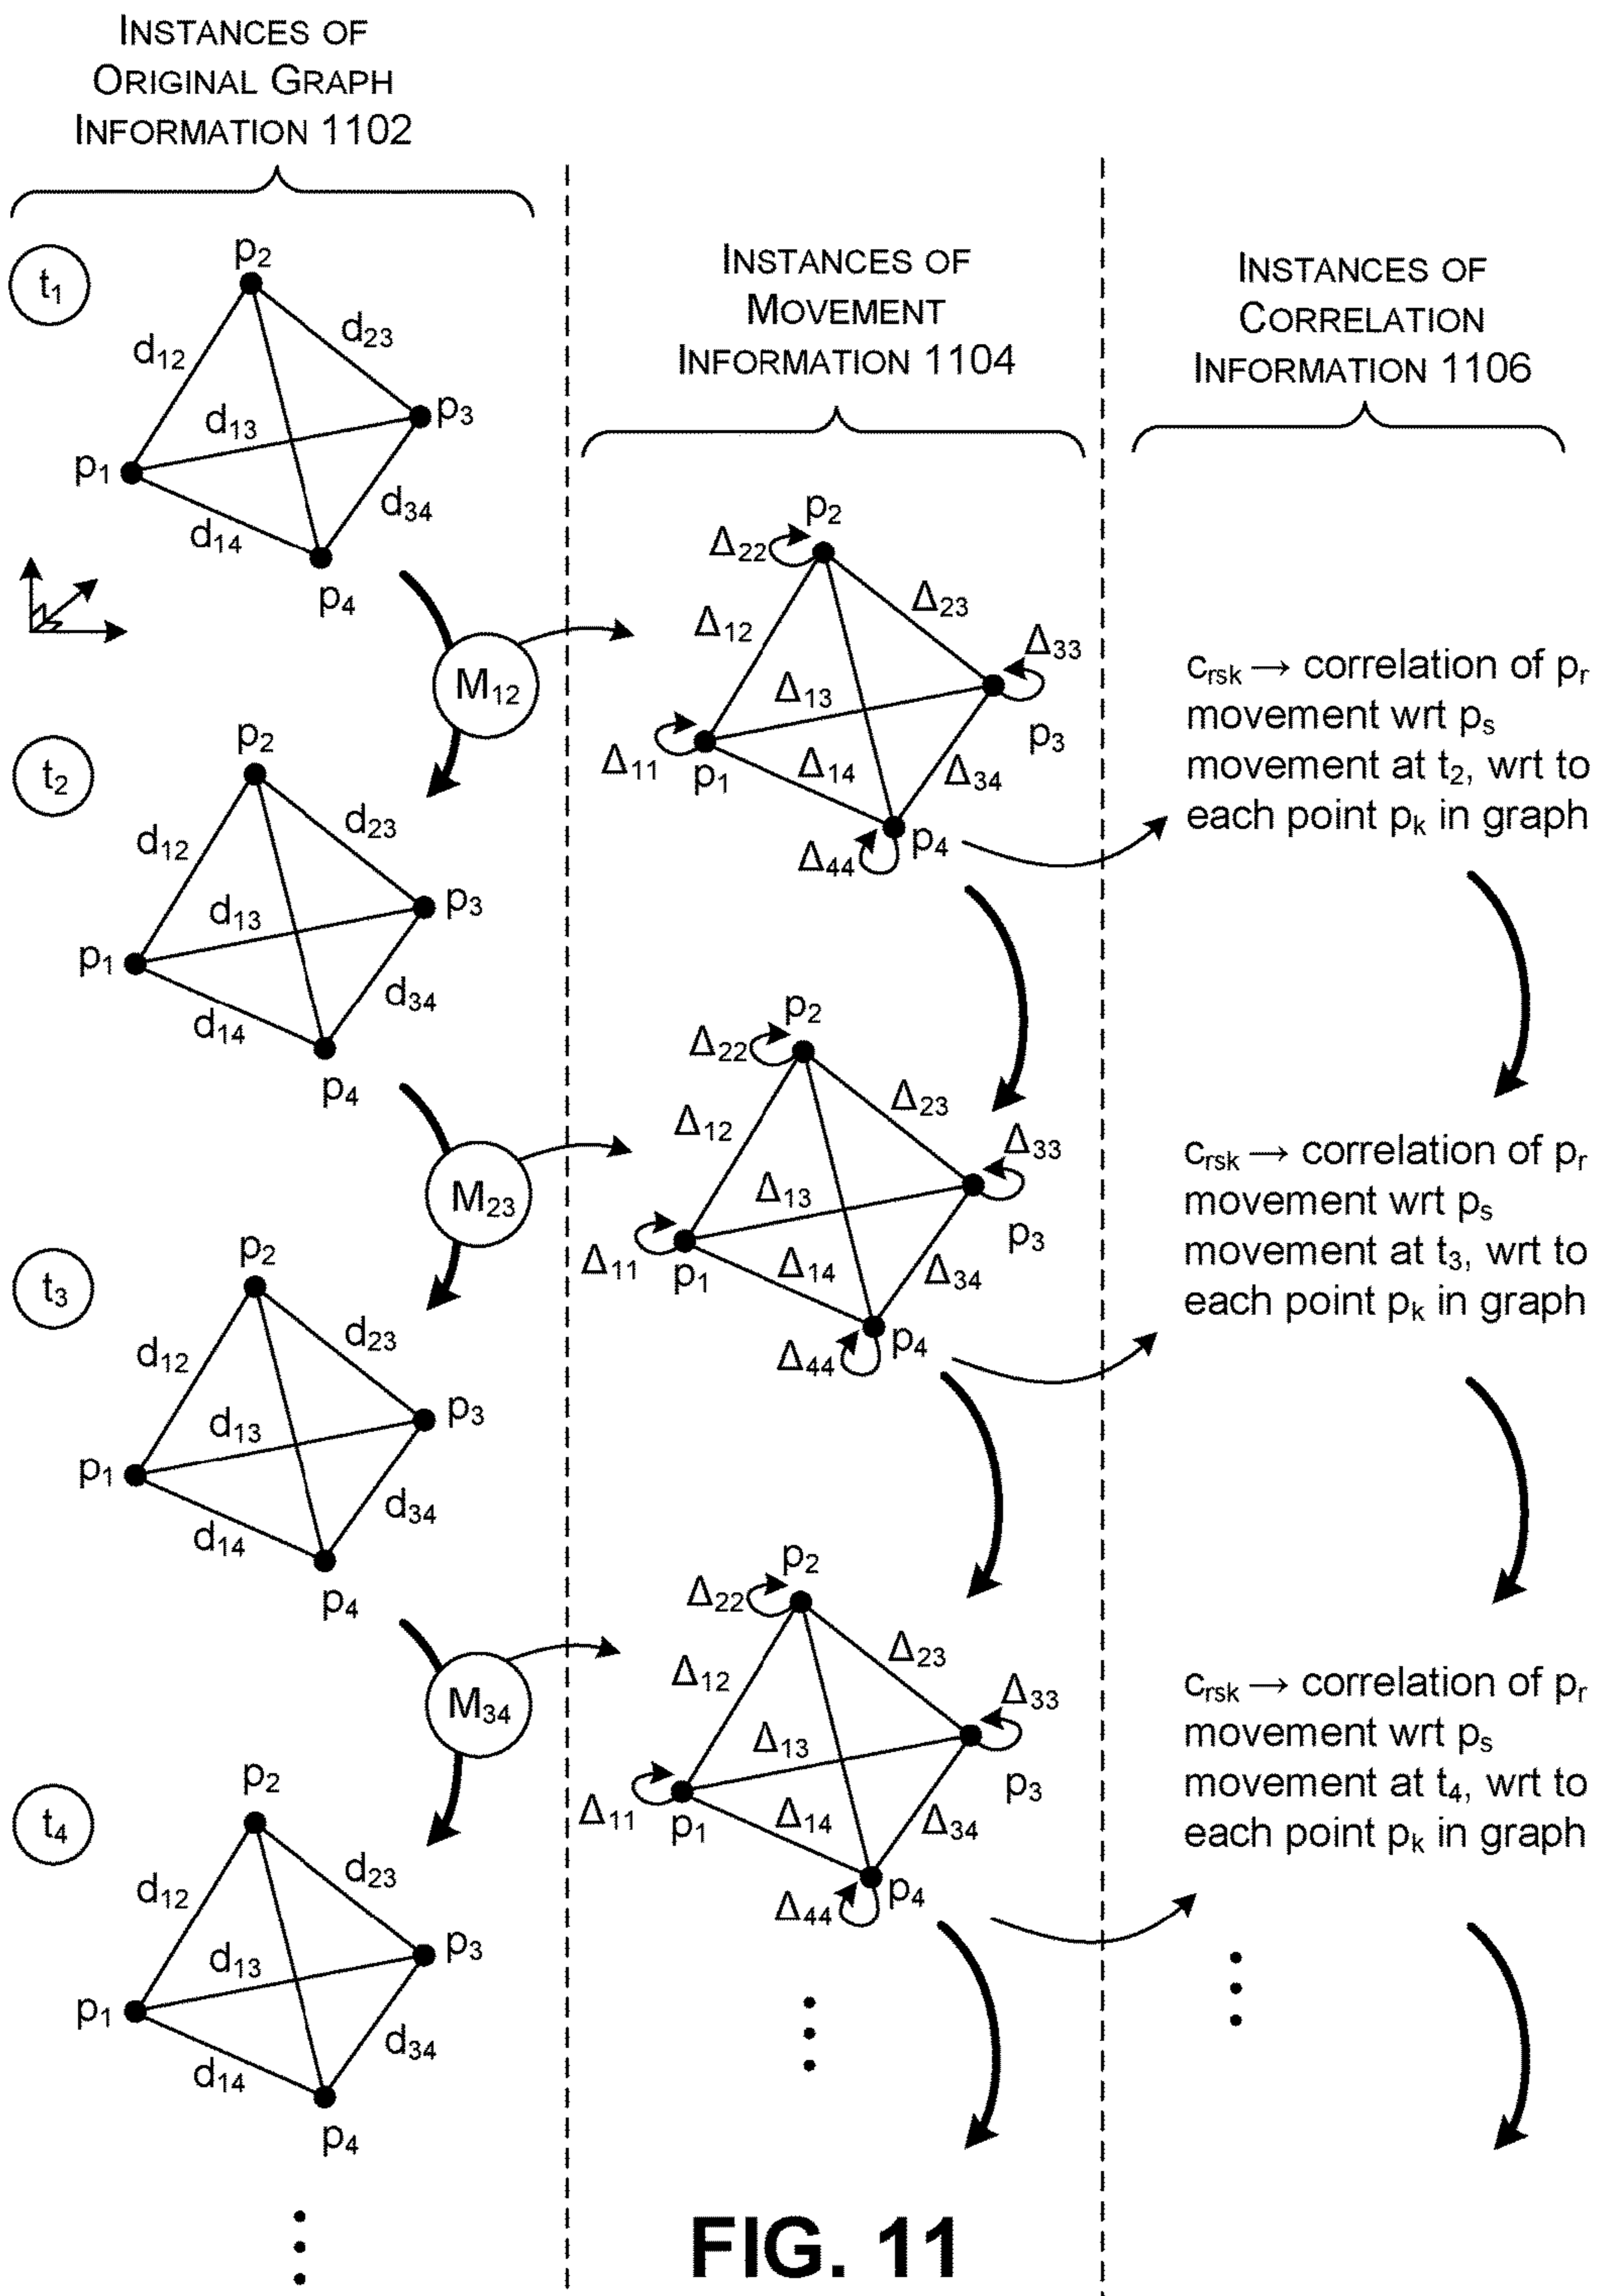 INSTANCES OF
ORIGINAL GRAPH
INFORMATION 1102
t1
p2
d12
d23
d13
p3
p1
d14
d34
p4
M12
t2
p2
d12
d23
d13
p3
p1
d14
d34
p4
M23
t3
p2
d12
d23
d13
p3
p1
d14
d34
p4
M34
t4
p2
d12
d23
d13
p3
p1
d14
d34
p4
INSTANCES OF
MOVEMENT
INFORMATION 1104
p2
Δ22
Δ12
Δ23
Δ33
Δ13
p3
Δ11
p1
Δ14
Δ34
Δ44
p4
p2
Δ22
Δ12
Δ23
Δ33
Δ13
p3
Δ11
p1
Δ14
Δ34
Δ44
p4
p2
Δ22
Δ12
Δ23
Δ33
Δ13
p3
Δ11
p1
Δ14
Δ34
Δ44
p4
INSTANCES OF
CORRELATION
INFORMATION 1106
crsk → correlation of pr
movement wrt ps
movement at t2, wrt to
each point pk in graph
crsk → correlation of pr
movement wrt ps
movement at t3, wrt to
each point pk in graph
crsk → correlation of pr
movement wrt ps
movement at t4, wrt to
each point pk in graph
FIG. 11